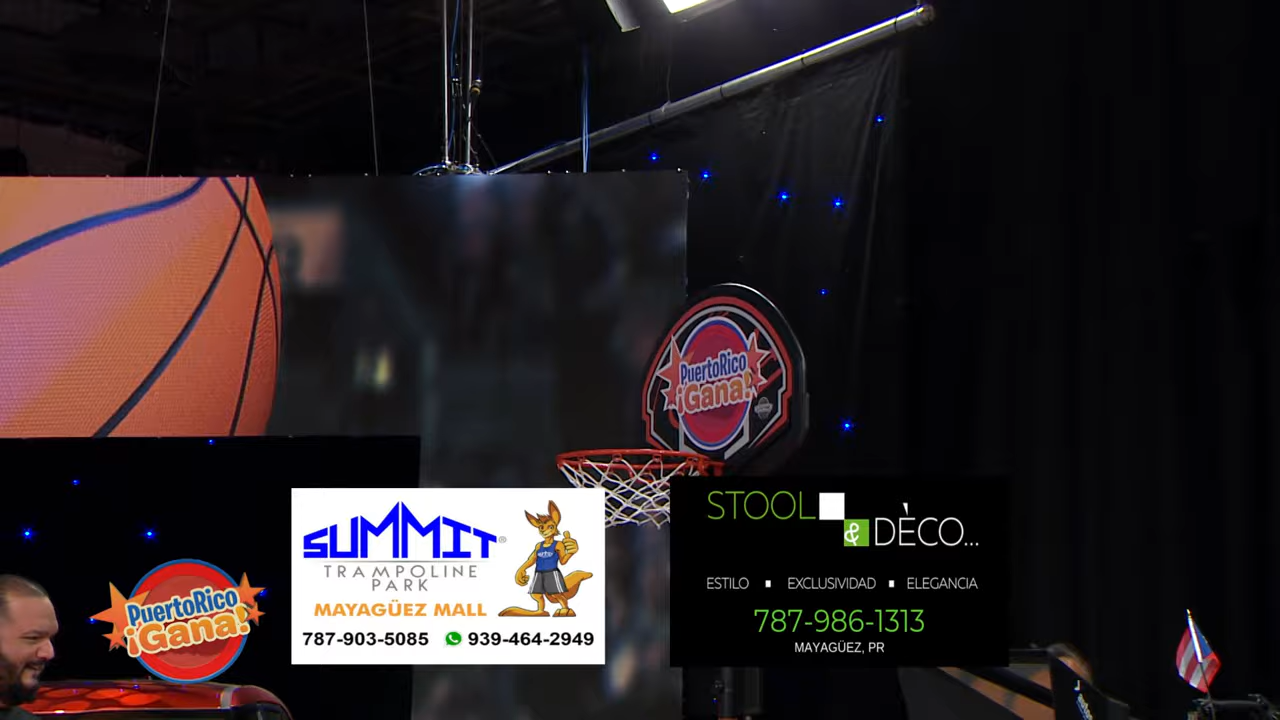 PuertoRico
¡Gana!
SUMMIT®
TRAMPOLINE
PARK
MAYAGÜEZ MALL
787-903-5085 939-464-2949
STOOL
& DÈCO...
ESTILO ▪ EXCLUSIVIDAD ▪ ELEGANCIA
787-986-1313
MAYAGÜEZ, PR
PuertoRico
¡Gana!